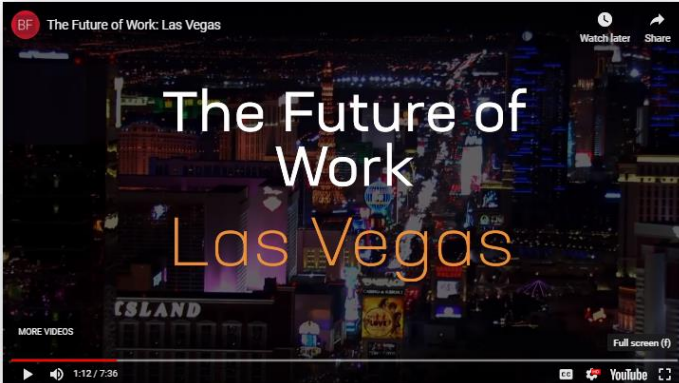 BF The Future of Work: Las Vegas
Watch later Share
The Future of
Work
Las Vegas
ISLAND
MORE VIDEOS
Full screen (f)
1:12 / 7:36
CC HD YouTube